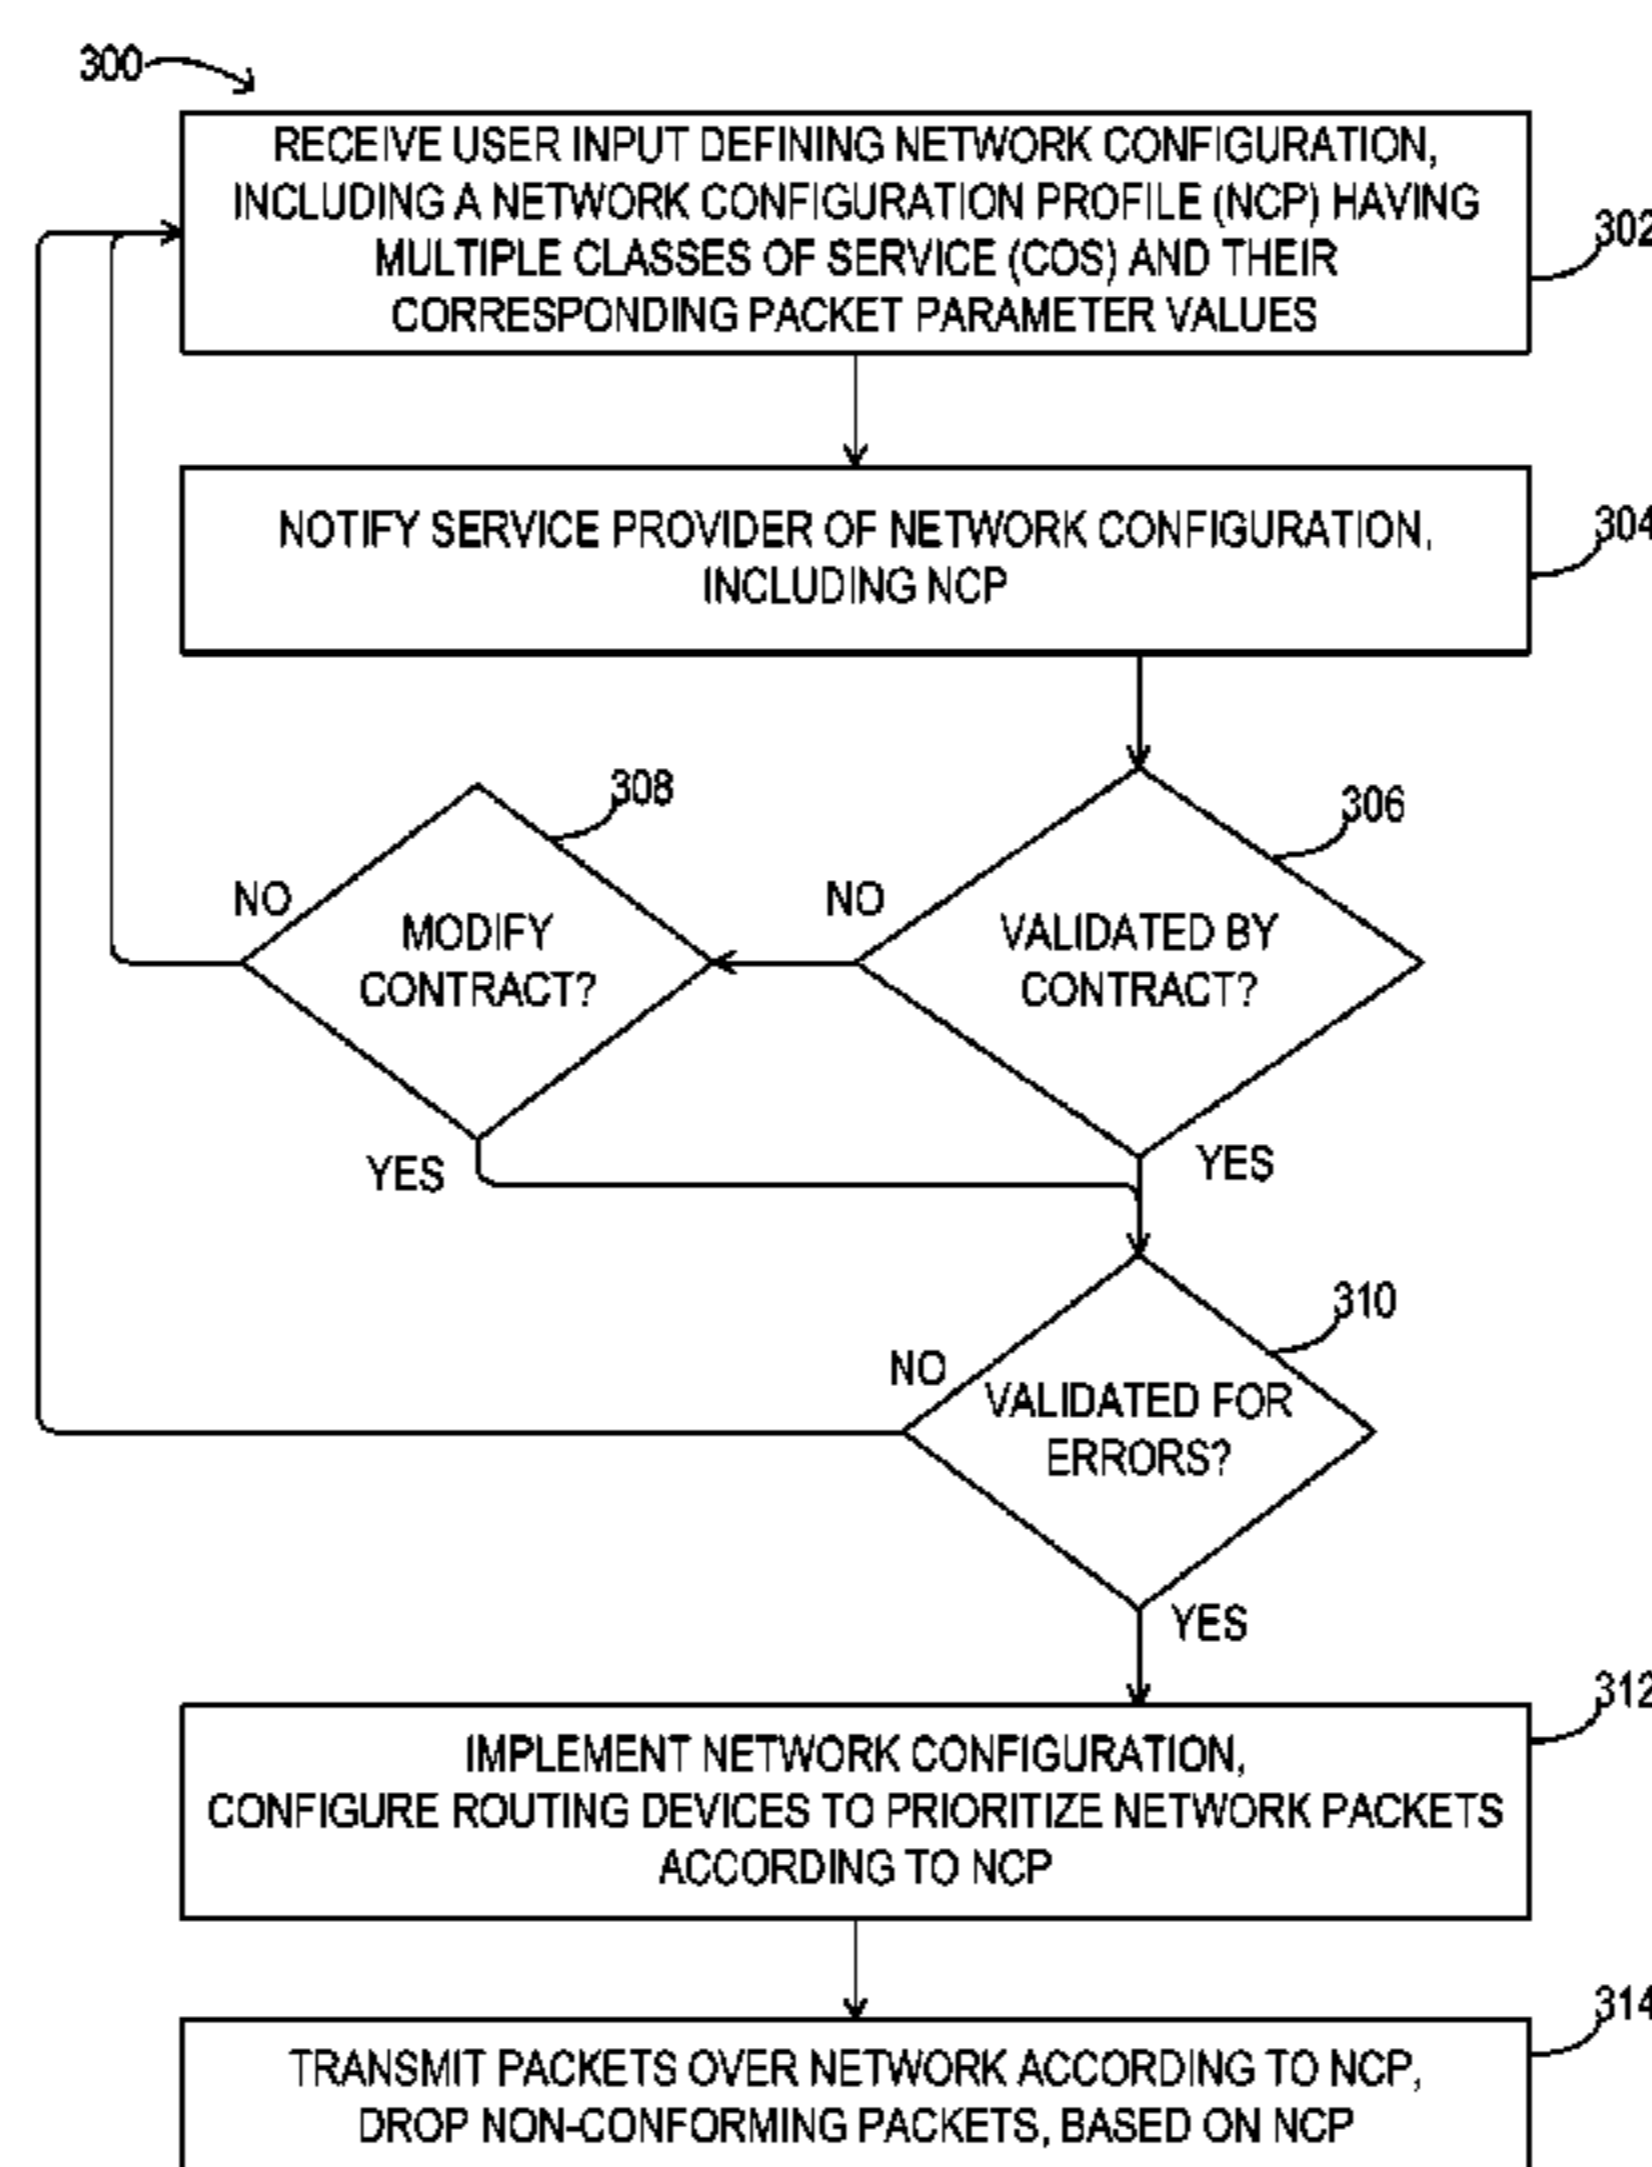 300
RECEIVE USER INPUT DEFINING NETWORK CONFIGURATION,
INCLUDING A NETWORK CONFIGURATION PROFILE (NCP) HAVING
MULTIPLE CLASSES OF SERVICE (COS) AND THEIR
CORRESPONDING PACKET PARAMETER VALUES
302
NOTIFY SERVICE PROVIDER OF NETWORK CONFIGURATION,
INCLUDING NCP
304
308
306
NO
MODIFY
CONTRACT?
NO
VALIDATED BY
CONTRACT?
YES
YES
310
NO
VALIDATED FOR
ERRORS?
YES
312
IMPLEMENT NETWORK CONFIGURATION,
CONFIGURE ROUTING DEVICES TO PRIORITIZE NETWORK PACKETS
ACCORDING TO NCP
314
TRANSMIT PACKETS OVER NETWORK ACCORDING TO NCP,
DROP NON-CONFORMING PACKETS, BASED ON NCP